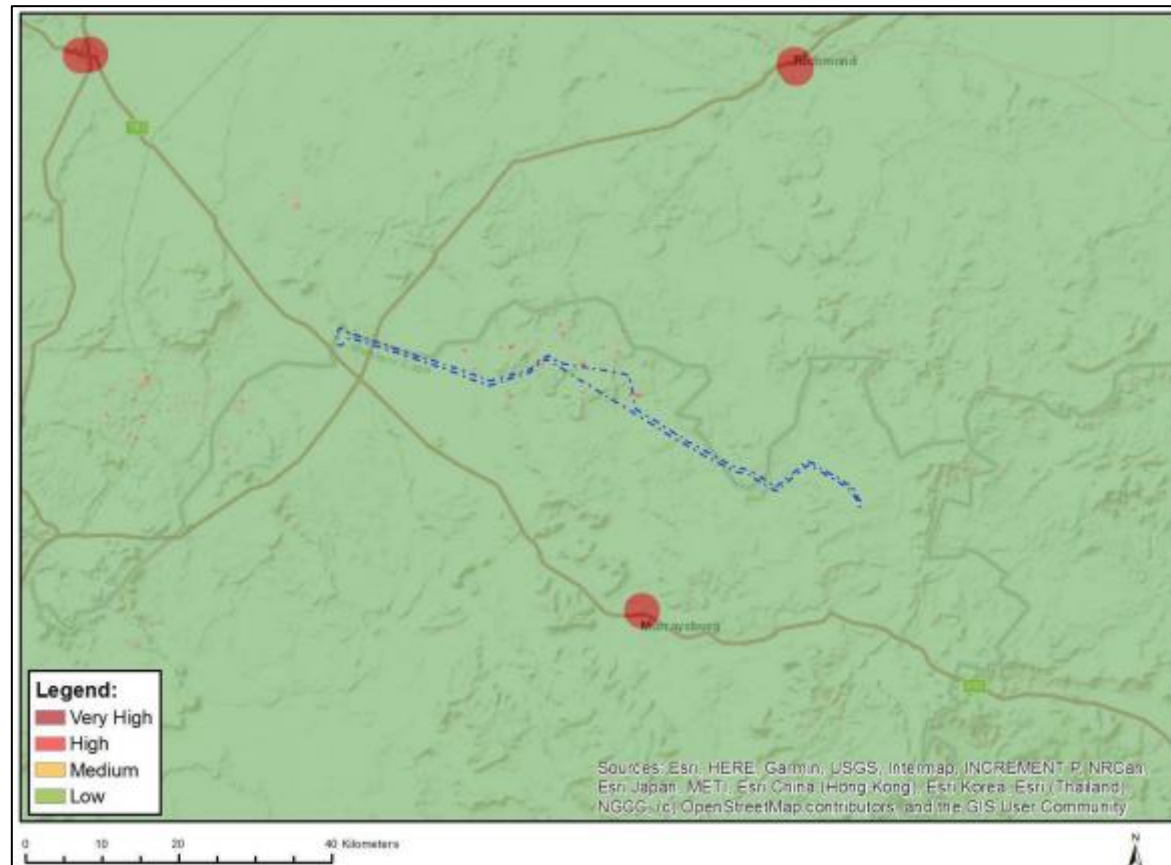 Richmond
Murraysburg
Legend:
Very High
High
Medium
Low
Sources: Esri, HERE, Garmin, USGS, Intermap, INCREMENT P, NRCan,
Esri Japan, METI, Esri China (Hong Kong), Esri Korea, Esri (Thailand),
NGCC, (c) OpenStreetMap contributors, and the GIS User Community
0 10 20 40 Kilometers
N